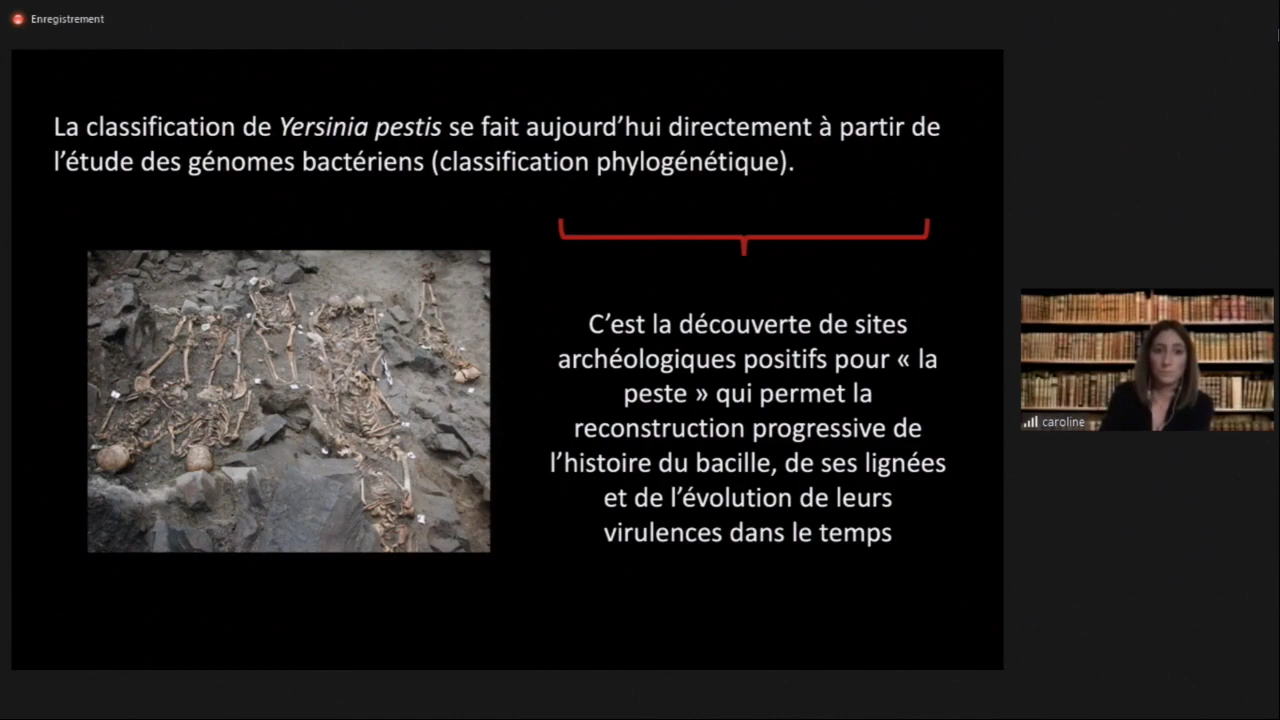 Enregistrement
La classification de Yersinia pestis se fait aujourd’hui directement à partir de
l’étude des génomes bactériens (classification phylogénétique).
C’est la découverte de sites
archéologiques positifs pour « la
peste » qui permet la
reconstruction progressive de
l’histoire du bacille, de ses lignées
et de l’évolution de leurs
virulences dans le temps
caroline